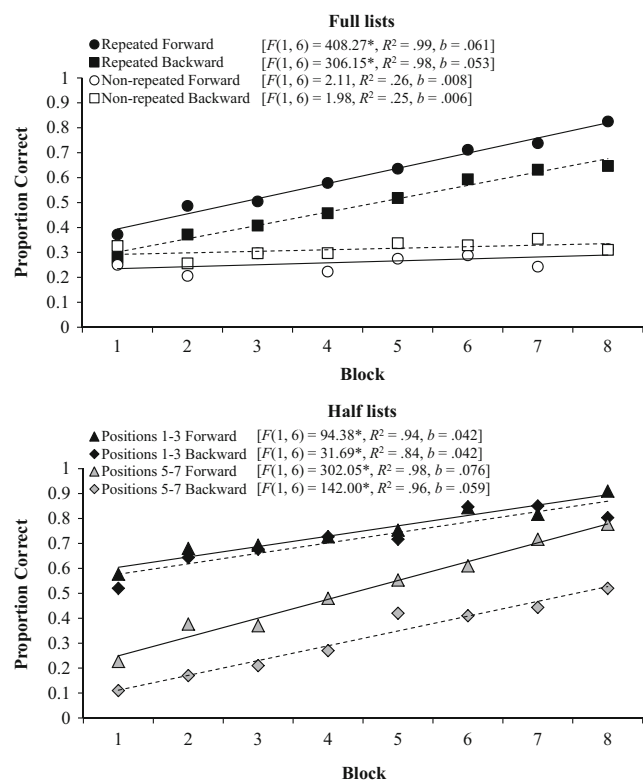 Full lists
Repeated Forward [F(1, 6) = 408.27*, R² = .99, b = .061]
Repeated Backward [F(1, 6) = 306.15*, R² = .98, b = .053]
Non-repeated Forward [F(1, 6) = 2.11, R² = .26, b = .008]
Non-repeated Backward [F(1, 6) = 1.98, R² = .25, b = .006]
1
0.9
0.8
0.7
0.6
0.5
0.4
0.3
0.2
0.1
0
Proportion Correct
1 2 3 4 5 6 7 8
Block
Half lists
Positions 1-3 Forward [F(1, 6) = 94.38*, R² = .94, b = .042]
Positions 1-3 Backward [F(1, 6) = 31.69*, R² = .84, b = .042]
Positions 5-7 Forward [F(1, 6) = 302.05*, R² = .98, b = .076]
Positions 5-7 Backward [F(1, 6) = 142.00*, R² = .96, b = .059]
1
0.9
0.8
0.7
0.6
0.5
0.4
0.3
0.2
0.1
0
Proportion Correct
1 2 3 4 5 6 7 8
Block